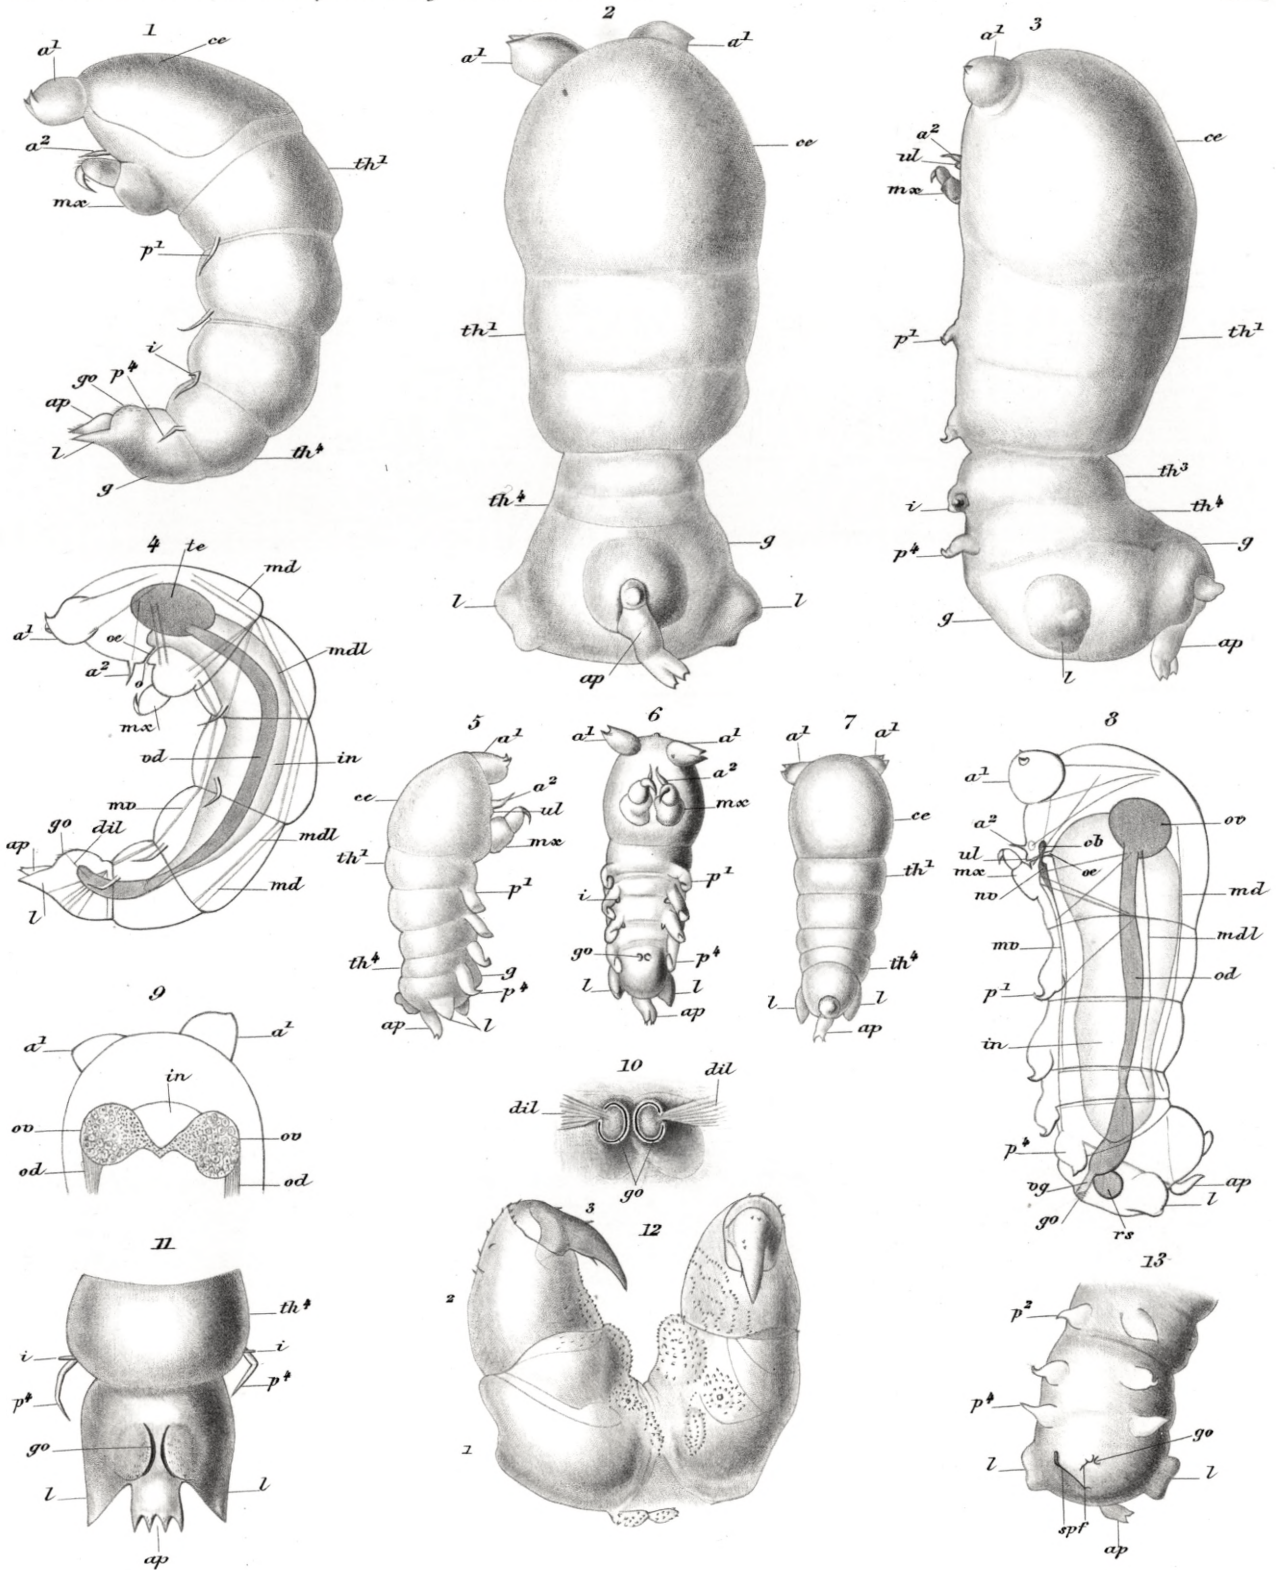 1
a¹
ce
a²
th¹
mx
p¹
i
p⁴
go
ap
l
th⁴
g
2
a¹
a¹
ce
th¹
th⁴
g
l
l
ap
3
a¹
a²
ul
mx
ce
p¹
th¹
th³
i
th⁴
p⁴
g
g
ap
l
4
te
md
a¹
oe
a²
o
mdl
mx
vd
in
mv
go
dil
mdl
ap
md
l
5
a¹
a²
ce
ul
mx
th¹
p¹
th⁴
g
p⁴
ap
l
6
a¹
a¹
a²
mx
p¹
i
go
p⁴
l
l
ap
7
a¹
a¹
ce
th¹
th⁴
l
l
ap
8
a¹
ov
a²
ob
ul
oe
mx
nv
md
mv
mdl
od
p¹
in
p⁴
vg
ap
go
l
rs
9
a¹
a¹
in
ov
ov
od
od
10
dil
dil
go
11
th⁴
i
i
p⁴
p⁴
go
l
l
ap
12
3
2
1
13
p²
p⁴
go
l
l
spf
ap